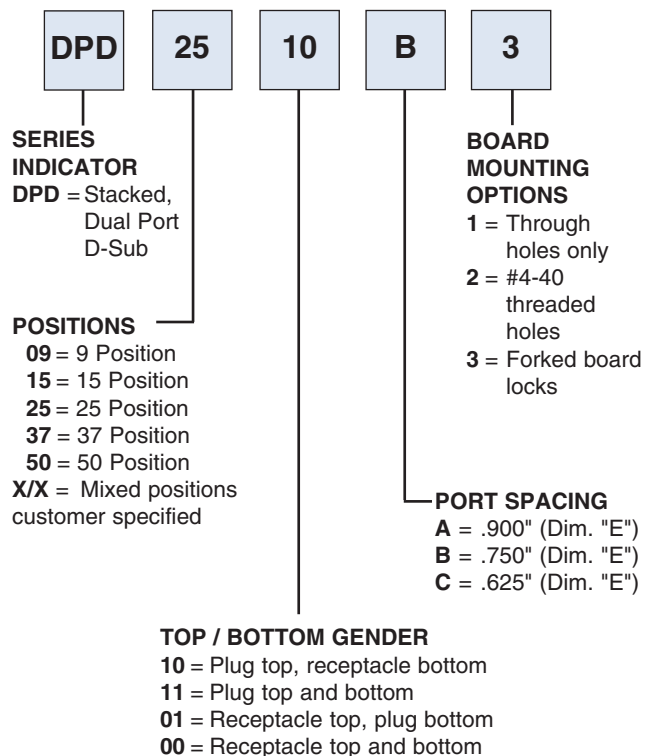 DPD 25 10 B 3
SERIES
INDICATOR
DPD = Stacked,
Dual Port
D-Sub
POSITIONS
09 = 9 Position
15 = 15 Position
25 = 25 Position
37 = 37 Position
50 = 50 Position
X/X = Mixed positions
customer specified
BOARD
MOUNTING
OPTIONS
1 = Through
holes only
2 = #4-40
threaded
holes
3 = Forked board
locks
PORT SPACING
A = .900" (Dim. "E")
B = .750" (Dim. "E")
C = .625" (Dim. "E")
TOP / BOTTOM GENDER
10 = Plug top, receptacle bottom
11 = Plug top and bottom
01 = Receptacle top, plug bottom
00 = Receptacle top and bottom